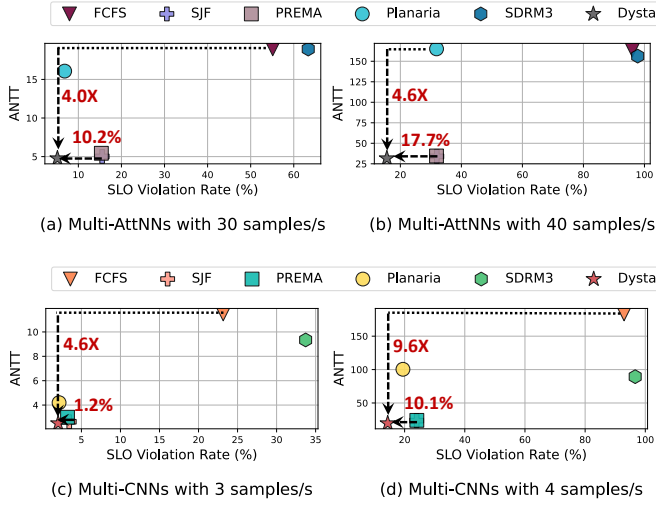 FCFS SJF PREMA Planaria SDRM3 Dysta
ANTT
15
10
5
4.0X
10.2%
10 20 30 40 50 60
SLO Violation Rate (%)
(a) Multi-AttNNs with 30 samples/s
ANTT
150
125
100
75
50
25
4.6X
17.7%
20 40 60 80 100
SLO Violation Rate (%)
(b) Multi-AttNNs with 40 samples/s
FCFS SJF PREMA Planaria SDRM3 Dysta
ANTT
10
8
6
4
4.6X
1.2%
5 10 15 20 25 30 35
SLO Violation Rate (%)
(c) Multi-CNNs with 3 samples/s
ANTT
150
100
50
9.6X
10.1%
20 40 60 80 100
SLO Violation Rate (%)
(d) Multi-CNNs with 4 samples/s